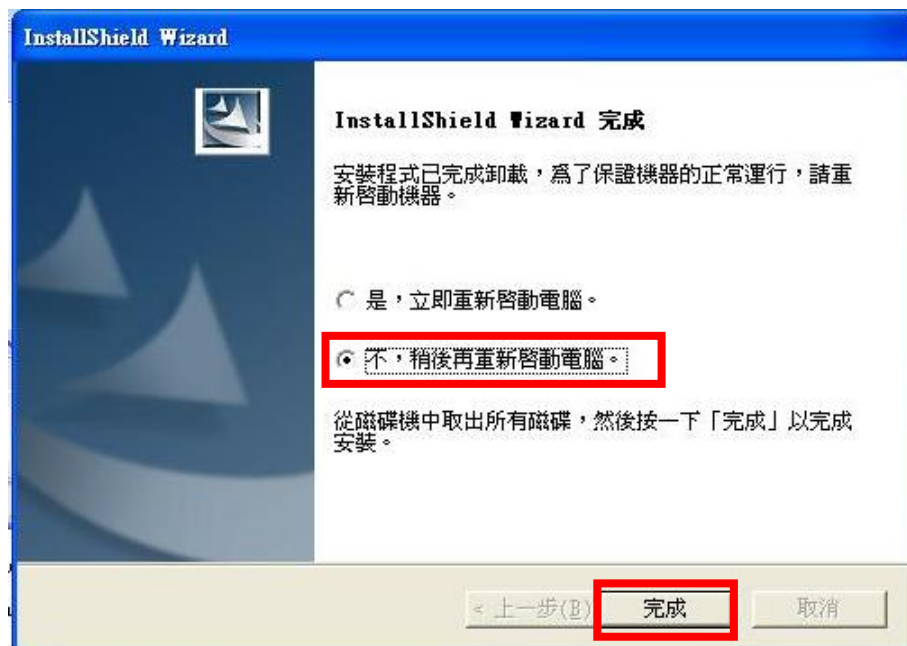 InstallShield Wizard
InstallShield Wizard 完成
安裝程式已完成卸載，為了保證機器的正常運行，請重
新啓動機器。
是，立即重新啓動電腦。
不，稍後再重新啓動電腦。
從磁碟機中取出所有磁碟，然後按一下「完成」以完成
安裝。
< 上一步(B)
完成
取消